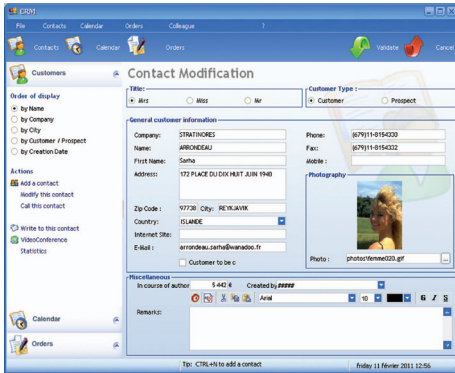 CRM
File Contacts Calendar Orders Colleague ?
Contacts Calendar Orders Validate Cancel
Customers
Order of display
by Name
by Company
by City
by Customer / Prospect
by Creation Date
Actions
Add a contact
Modify this contact
Call this contact
Write to this contact
VideoConference
Statistics
Calendar
Orders
Contact Modification
Title:
Mrs Miss Mr
Customer Type :
Customer Prospect
General customer information
Company: STRATINORES
Name: ARRONDEAU
First Name: Sarha
Address: 172 PLACE DU DIX HUIT JUIN 1940
Zip Code : 97738 City: REYKJAVIK
Country: ISLANDE
Internet Site:
E-Mail : arrondeau.sarha@wanadoo.fr
Customer to be c
Phone: (679)11-8154330
Fax: (679)11-8154332
Mobile :
Photography
Photo : photos\femme020.gif ...
Miscellaneous
In course of author 5 442 € Created by #####
Arial 10 G I S
Remarks:
Tip: CTRL+N to add a contact
friday 11 février 2011 12:56